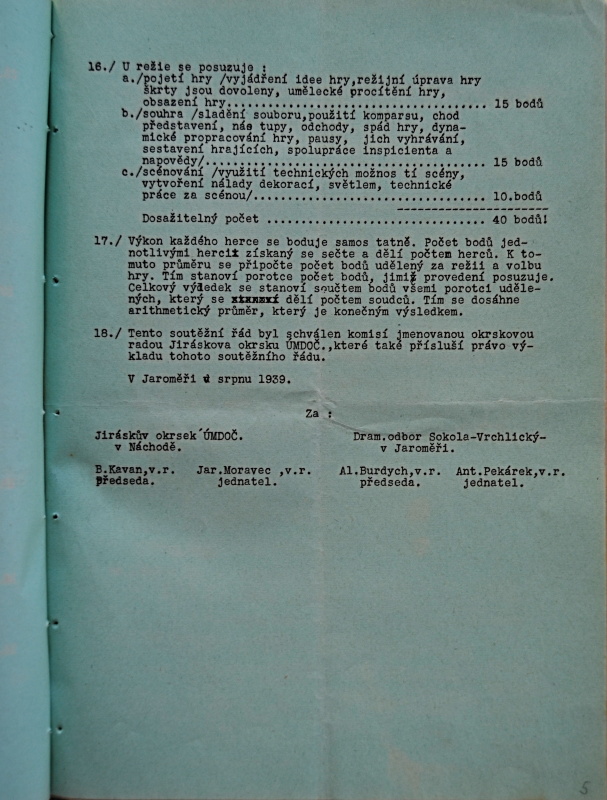 16./ U režie se posuzuje :
a./pojetí hry /vyjádření idee hry,režijní úprava hry
škrty jsou dovoleny, umělecké procítění hry,
obsazení hry..................................... 15 bodů
b./souhra /sladění souboru,použití komparsu, chod
představení, nás tupy, odchody, spád hry, dyna-
mické propracování hry, pausy, jich vyhrávání,
sestavení hrajících, spolupráce inspicienta a
napovědy/........................................ 15 bodů
c./scénování /využití technických možnos tí scény,
vytvoření nálady dekorací, světlem, technické
práce za scénou/................................. 10.bodů
Dosažitelný počet ............................... 40 bodů!
17./ Výkon každého herce se boduje samos tatně. Počet bodů jed-
notlivými herci získaný se sečte a dělí počtem herců. K to-
muto průměru se připočte počet bodů udělený za režii a volbu
hry. Tím stanoví porotce počet bodů, jimiž provedení posuzuje.
Celkový výsledek se stanoví součtem bodů všemi porotci uděle-
ných, který se dělí počtem soudců. Tím se dosáhne
arithmetický průměr, který je konečným výsledkem.
18./ Tento soutěžní řád byl schválen komisí jmenovanou okrskovou
radou Jiráskova okrsku ÚMDOČ.,které také přísluší právo vý-
kladu tohoto soutěžního řádu.
V Jaroměři v srpnu 1939.
Za :
Jiráskův okrsek ÚMDOČ. Dram.odbor Sokola-Vrchlický-
v Náchodě. v Jaroměři.
B.Kavan,v.r. Jar.Moravec ,v.r. Al.Burdych,v.r. Ant.Pekárek,v.r.
předseda. jednatel. předseda. jednatel.
5